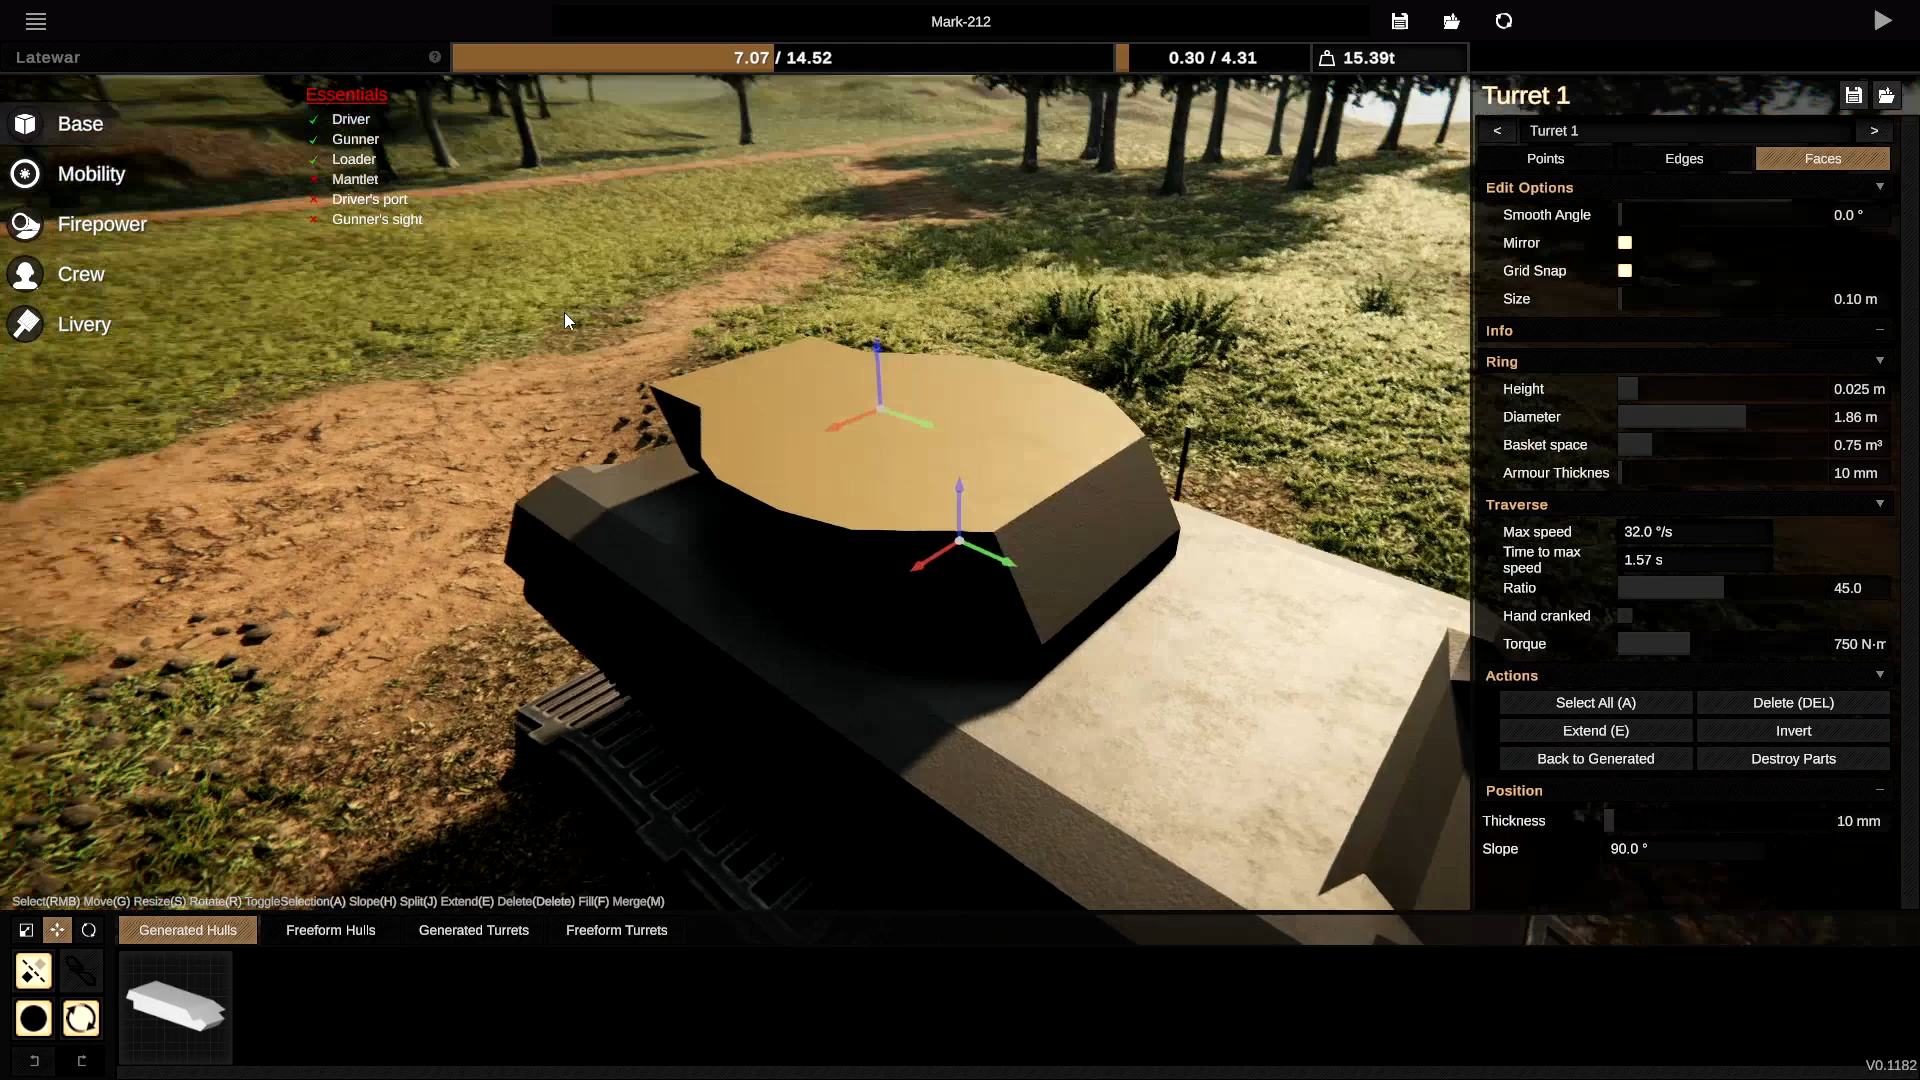 Mark-212
Latewar
7.07 / 14.52
0.30 / 4.31
15.39t
Essentials
Driver
Gunner
Loader
Mantlet
Driver's port
Gunner's sight
Base
Mobility
Firepower
Crew
Livery
Turret 1
< Turret 1 >
Points Edges Faces
Edit Options
Smooth Angle 0.0 °
Mirror
Grid Snap
Size 0.10 m
Info
Ring
Height 0.025 m
Diameter 1.86 m
Basket space 0.75 m³
Armour Thicknes 10 mm
Traverse
Max speed 32.0 °/s
Time to max speed 1.57 s
Ratio 45.0
Hand cranked
Torque 750 N·m
Actions
Select All (A) Delete (DEL)
Extend (E) Invert
Back to Generated Destroy Parts
Position
Thickness 10 mm
Slope 90.0 °
Select(RMB) Move(G) Resize(S) Rotate(R) ToggleSelection(A) Slope(H) Split(J) Extend(E) Delete(Delete) Fill(F) Merge(M)
Generated Hulls Freeform Hulls Generated Turrets Freeform Turrets
V0.1182